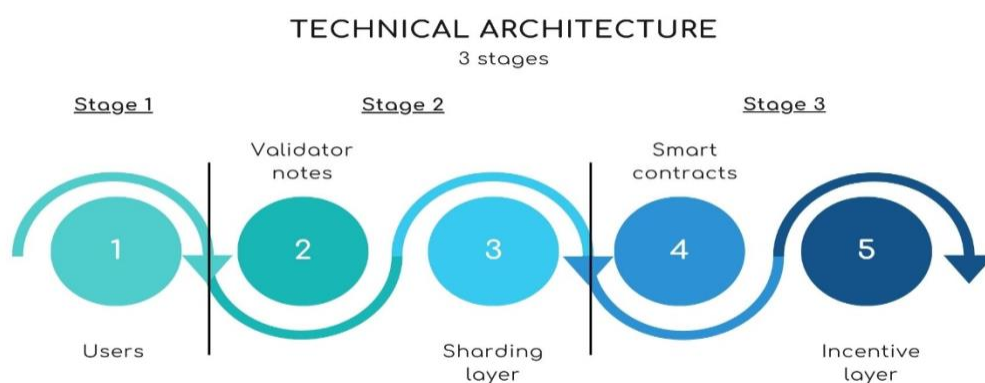 TECHNICAL ARCHITECTURE
3 stages
Stage 1
Stage 2
Stage 3
Validator
notes
Smart
contracts
1
2
3
4
5
Users
Sharding
layer
Incentive
layer